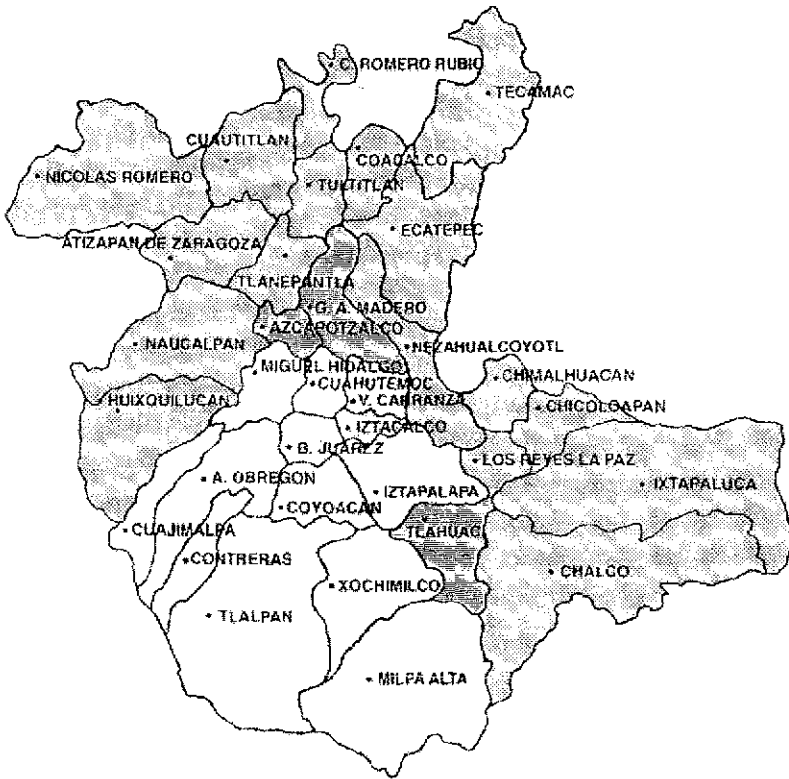 C. ROMERO RUBIO
TECAMAC
CUAUTITLAN
COACALCO
NICOLAS ROMERO
TULTITLAN
ECATEPEC
ATIZAPAN DE ZARAGOZA
TLANEPANTLA
G. A. MADERO
AZCAPOTZALCO
NAUCALPAN
NEZAHUALCOYOTL
MIGUEL HIDALGO
CHIMALHUACAN
CUAHUTEMOC
HUIXQUILUCAN
V. CARRANZA
CHICOLOAPAN
IZTACALCO
B. JUAREZ
LOS REYES LA PAZ
A. OBREGON
IZTAPALAPA
IXTAPALUCA
COYOACAN
CUAJIMALPA
TLAHUAC
CONTRERAS
CHALCO
XOCHIMILCO
TLALPAN
MILPA ALTA